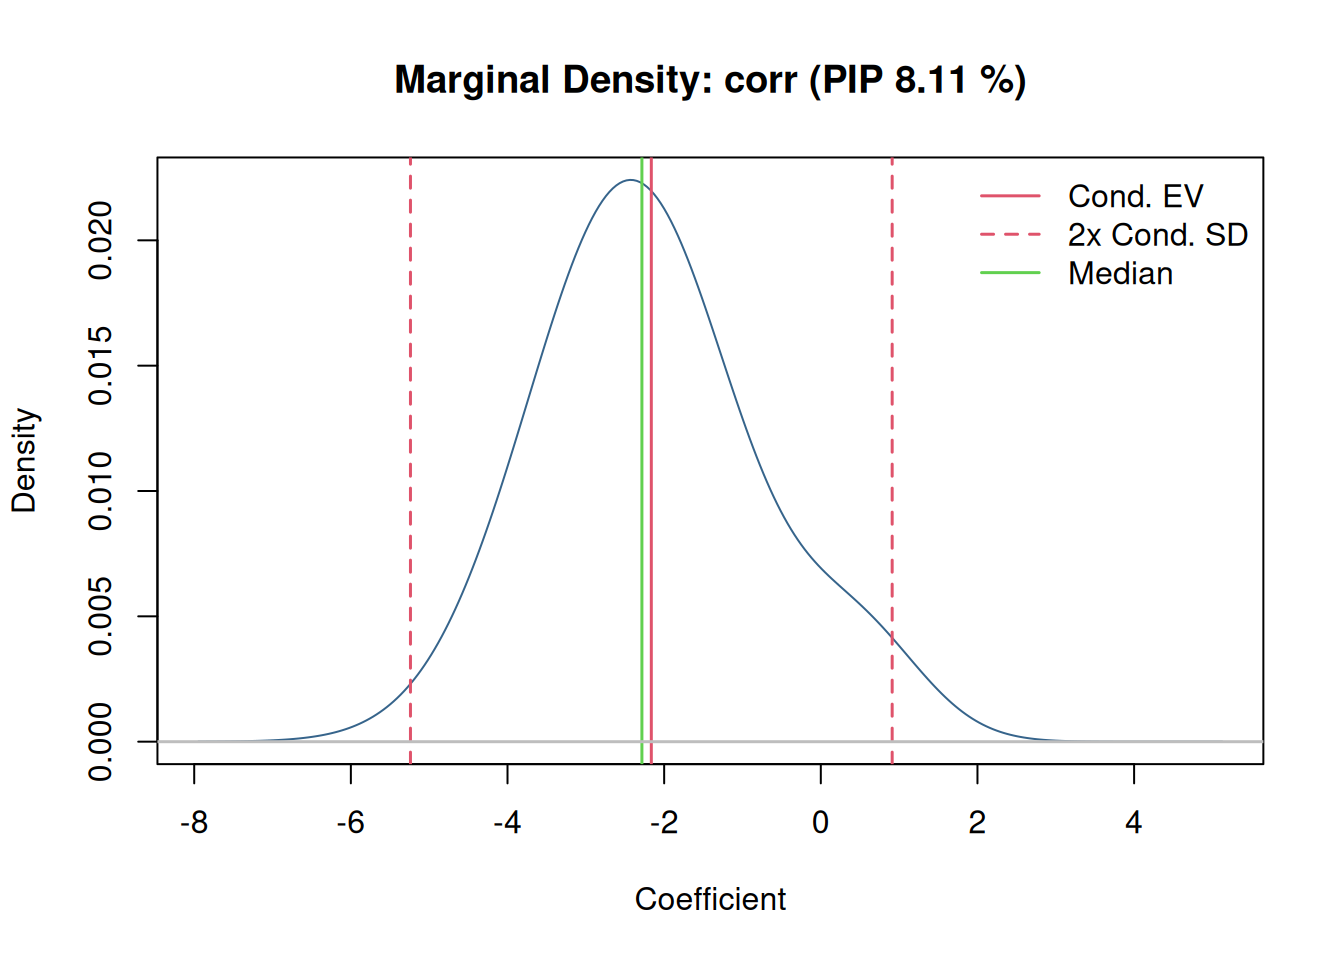 Marginal Density: corr (PIP 8.11 %)
Cond. EV
2x Cond. SD
Median
Density
0.020
0.015
0.010
0.005
0.000
-8 -6 -4 -2 0 2 4
Coefficient